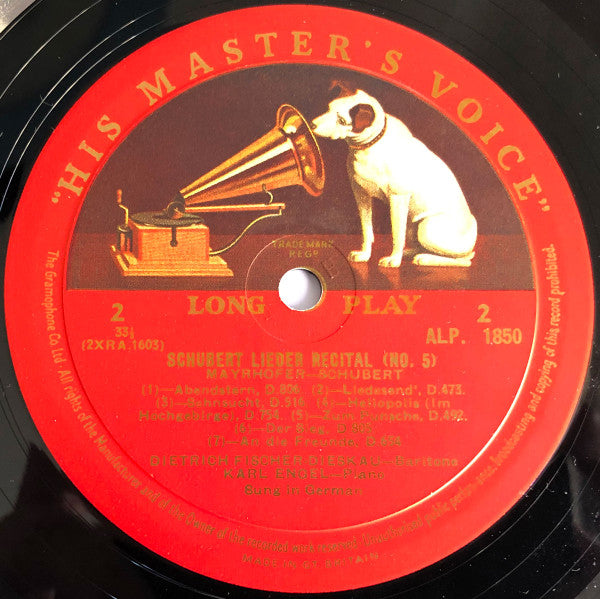 "HIS MASTER'S VOICE"
TRADE MARK
REGD
LONG PLAY
2 2
33⅓
(2XRA.1603) ALP. 1850
SCHUBERT LIEDER RECITAL (NO. 5)
MAYRHOFER—SCHUBERT
(1)—Abendstern, D.806. (2)—Liedesend', D.473.
(3)—Sehnsucht, D.516. (4)—Heliopolis (Im
Hochgebirge), D.754. (5)—Zum Punsche, D.492.
(6)—Der Sieg, D.805.
(7)—An die Freunde, D.654.
DIETRICH FISCHER DIESKAU—Baritone
KARL ENGEL—Piano
Sung in German
The Gramophone Co. Ltd. All rights of the Manufacturer and of the Owner of the recorded work reserved. Unauthorised public performance, broadcasting and copying of this record prohibited.
MADE IN GT. BRITAIN